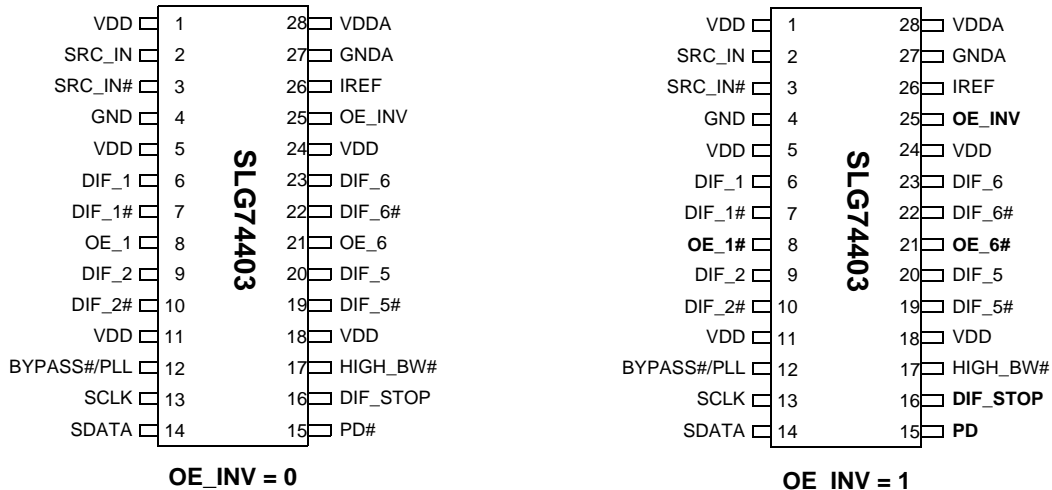 VDD 1 28 VDDA
SRC_IN 2 27 GNDA
SRC_IN# 3 26 IREF
GND 4 25 OE_INV
VDD 5 24 VDD
DIF_1 6 23 DIF_6
DIF_1# 7 22 DIF_6#
OE_1 8 21 OE_6
DIF_2 9 20 DIF_5
DIF_2# 10 19 DIF_5#
VDD 11 18 VDD
BYPASS#/PLL 12 17 HIGH_BW#
SCLK 13 16 DIF_STOP
SDATA 14 15 PD#
SLG74403
OE_INV = 0
VDD 1 28 VDDA
SRC_IN 2 27 GNDA
SRC_IN# 3 26 IREF
GND 4 25 OE_INV
VDD 5 24 VDD
DIF_1 6 23 DIF_6
DIF_1# 7 22 DIF_6#
OE_1# 8 21 OE_6#
DIF_2 9 20 DIF_5
DIF_2# 10 19 DIF_5#
VDD 11 18 VDD
BYPASS#/PLL 12 17 HIGH_BW#
SCLK 13 16 DIF_STOP
SDATA 14 15 PD
SLG74403
OE_INV = 1